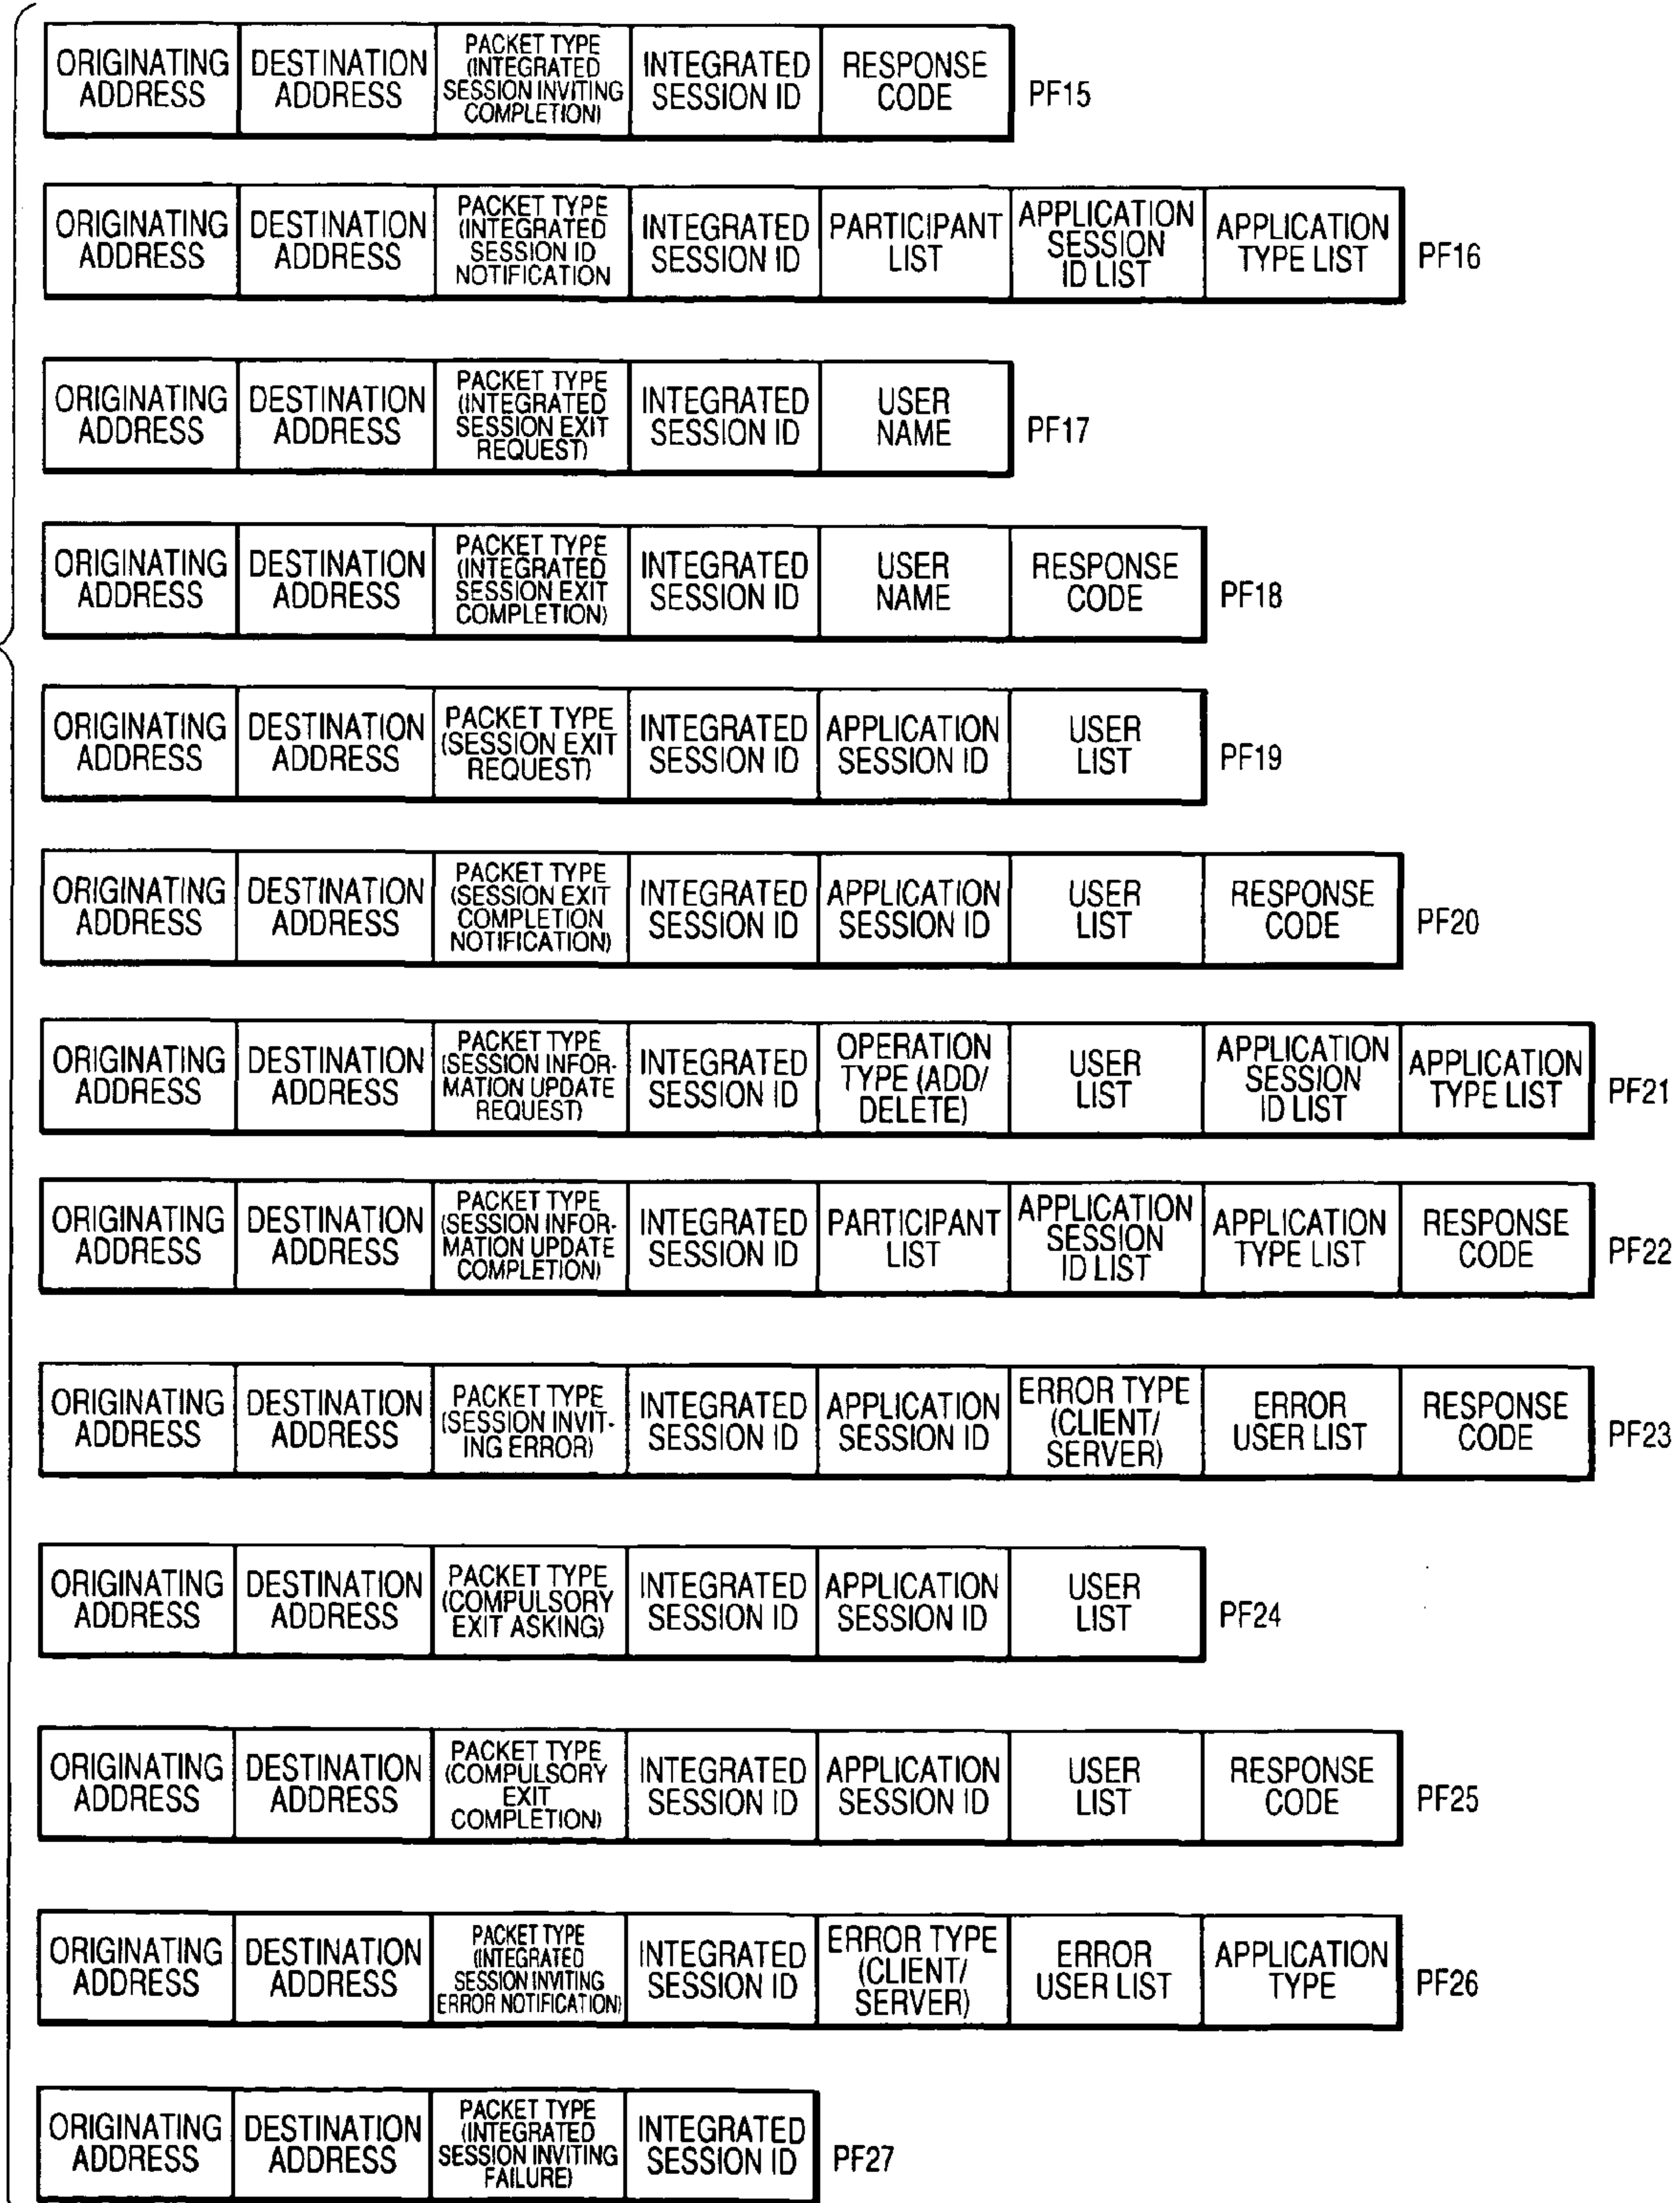 ORIGINATING ADDRESS DESTINATION ADDRESS PACKET TYPE (INTEGRATED SESSION INVITING COMPLETION) INTEGRATED SESSION ID RESPONSE CODE PF15
ORIGINATING ADDRESS DESTINATION ADDRESS PACKET TYPE (INTEGRATED SESSION ID NOTIFICATION INTEGRATED SESSION ID PARTICIPANT LIST APPLICATION SESSION ID LIST APPLICATION TYPE LIST PF16
ORIGINATING ADDRESS DESTINATION ADDRESS PACKET TYPE (INTEGRATED SESSION EXIT REQUEST) INTEGRATED SESSION ID USER NAME PF17
ORIGINATING ADDRESS DESTINATION ADDRESS PACKET TYPE (INTEGRATED SESSION EXIT COMPLETION) INTEGRATED SESSION ID USER NAME RESPONSE CODE PF18
ORIGINATING ADDRESS DESTINATION ADDRESS PACKET TYPE (SESSION EXIT REQUEST) INTEGRATED SESSION ID APPLICATION SESSION ID USER LIST PF19
ORIGINATING ADDRESS DESTINATION ADDRESS PACKET TYPE (SESSION EXIT COMPLETION NOTIFICATION) INTEGRATED SESSION ID APPLICATION SESSION ID USER LIST RESPONSE CODE PF20
ORIGINATING ADDRESS DESTINATION ADDRESS PACKET TYPE (SESSION INFOR- MATION UPDATE REQUEST) INTEGRATED SESSION ID OPERATION TYPE (ADD/ DELETE) USER LIST APPLICATION SESSION ID LIST APPLICATION TYPE LIST PF21
ORIGINATING ADDRESS DESTINATION ADDRESS PACKET TYPE (SESSION INFOR- MATION UPDATE COMPLETION) INTEGRATED SESSION ID PARTICIPANT LIST APPLICATION SESSION ID LIST APPLICATION TYPE LIST RESPONSE CODE PF22
ORIGINATING ADDRESS DESTINATION ADDRESS PACKET TYPE (SESSION INVIT- ING ERROR) INTEGRATED SESSION ID APPLICATION SESSION ID ERROR TYPE (CLIENT/ SERVER) ERROR USER LIST RESPONSE CODE PF23
ORIGINATING ADDRESS DESTINATION ADDRESS PACKET TYPE (COMPULSORY EXIT ASKING) INTEGRATED SESSION ID APPLICATION SESSION ID USER LIST PF24
ORIGINATING ADDRESS DESTINATION ADDRESS PACKET TYPE (COMPULSORY EXIT COMPLETION) INTEGRATED SESSION ID APPLICATION SESSION ID USER LIST RESPONSE CODE PF25
ORIGINATING ADDRESS DESTINATION ADDRESS PACKET TYPE (INTEGRATED SESSION INVITING ERROR NOTIFICATION) INTEGRATED SESSION ID ERROR TYPE (CLIENT/ SERVER) ERROR USER LIST APPLICATION TYPE PF26
ORIGINATING ADDRESS DESTINATION ADDRESS PACKET TYPE (INTEGRATED SESSION INVITING FAILURE) INTEGRATED SESSION ID PF27